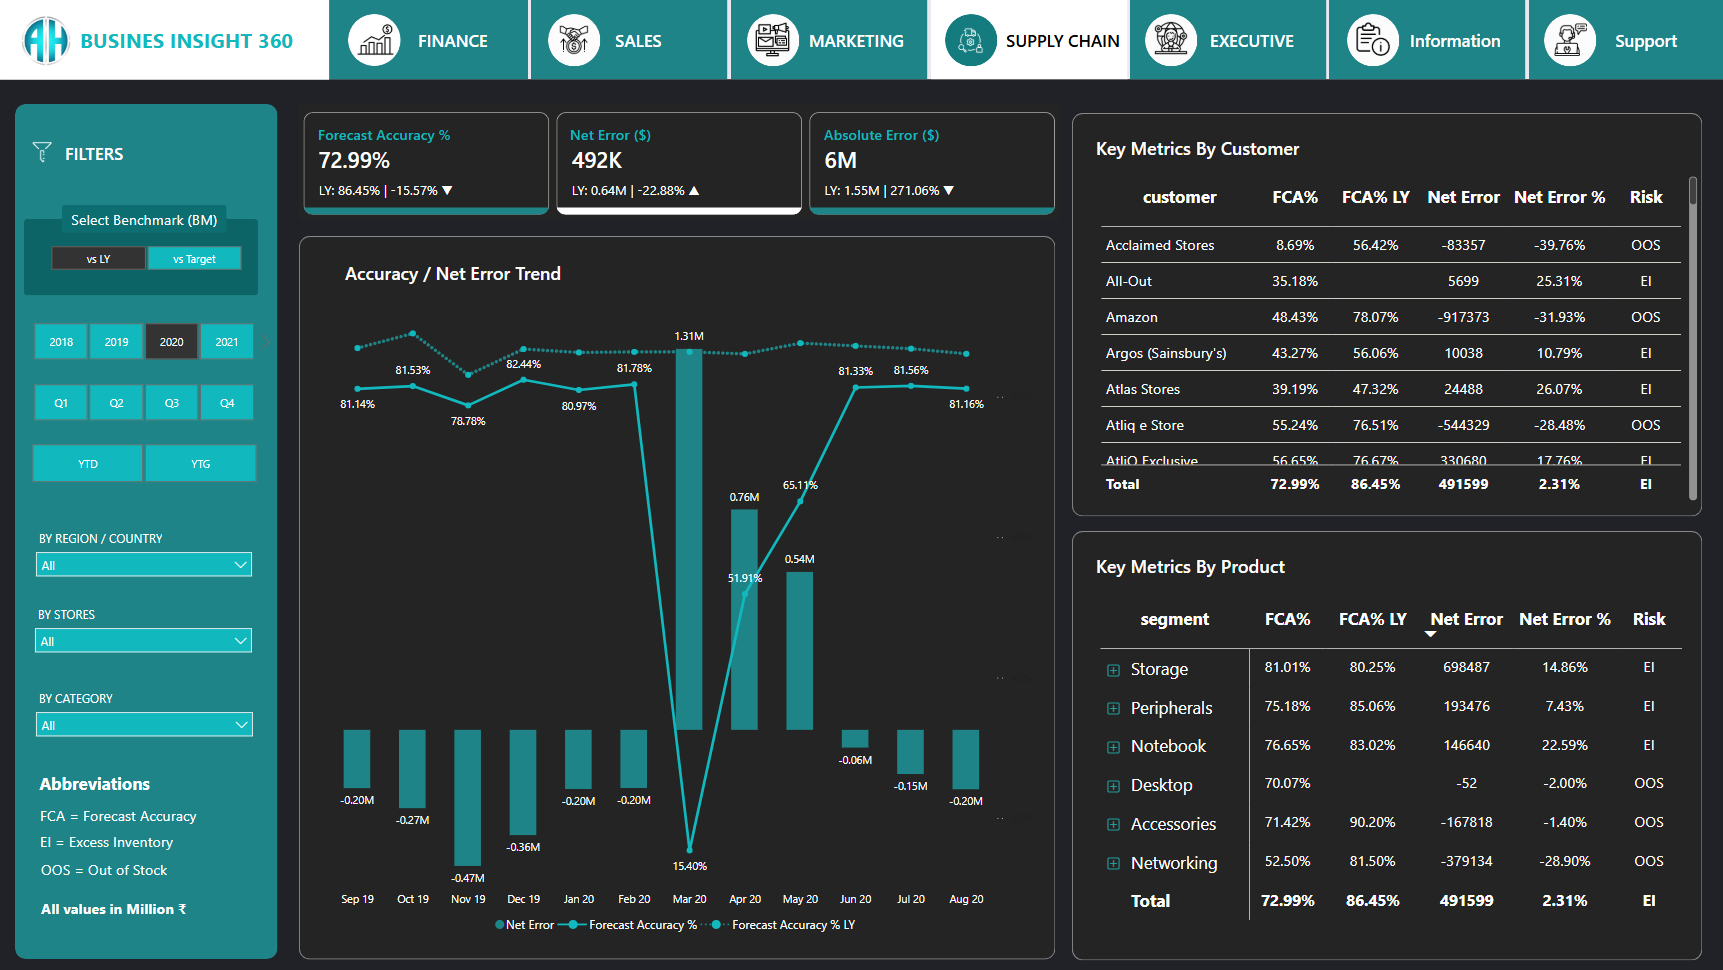 BUSINES INSIGHT 360
FINANCE
SALES
MARKETING
SUPPLY CHAIN
EXECUTIVE
Information
Support
FILTERS
Select Benchmark (BM)
vs LY vs Target
2018 2019 2020 2021
Q1 Q2 Q3 Q4
YTD YTG
BY REGION / COUNTRY
All
BY STORES
All
BY CATEGORY
All
Abbreviations
FCA = Forecast Accuracy
EI = Excess Inventory
OOS = Out of Stock
All values in Million ₹
Forecast Accuracy %
72.99%
LY: 86.45% | -15.57% ▼
Net Error ($)
492K
LY: 0.64M | -22.88% ▲
Absolute Error ($)
6M
LY: 1.55M | 271.06% ▼
Accuracy / Net Error Trend
1.31M
81.53% 82.44% 81.78% 81.33% 81.56%
81.14% 78.78% 80.97% 81.16%
65.11%
0.76M
0.54M
51.91%
-0.20M -0.27M -0.47M -0.36M -0.20M -0.20M -0.06M -0.15M -0.20M
15.40%
Sep 19 Oct 19 Nov 19 Dec 19 Jan 20 Feb 20 Mar 20 Apr 20 May 20 Jun 20 Jul 20 Aug 20
Net Error Forecast Accuracy % Forecast Accuracy % LY
Key Metrics By Customer
customer FCA% FCA% LY Net Error Net Error % Risk
Acclaimed Stores 8.69% 56.42% -83357 -39.76% OOS
All-Out 35.18% 5699 25.31% EI
Amazon 48.43% 78.07% -917373 -31.93% OOS
Argos (Sainsbury's) 43.27% 56.06% 10038 10.79% EI
Atlas Stores 39.19% 47.32% 24488 26.07% EI
Atliq e Store 55.24% 76.51% -544329 -28.48% OOS
AtliQ Exclusive 56.65% 76.67% 330680 17.76% EI
Total 72.99% 86.45% 491599 2.31% EI
Key Metrics By Product
segment FCA% FCA% LY Net Error Net Error % Risk
Storage 81.01% 80.25% 698487 14.86% EI
Peripherals 75.18% 85.06% 193476 7.43% EI
Notebook 76.65% 83.02% 146640 22.59% EI
Desktop 70.07% -52 -2.00% OOS
Accessories 71.42% 90.20% -167818 -1.40% OOS
Networking 52.50% 81.50% -379134 -28.90% OOS
Total 72.99% 86.45% 491599 2.31% EI